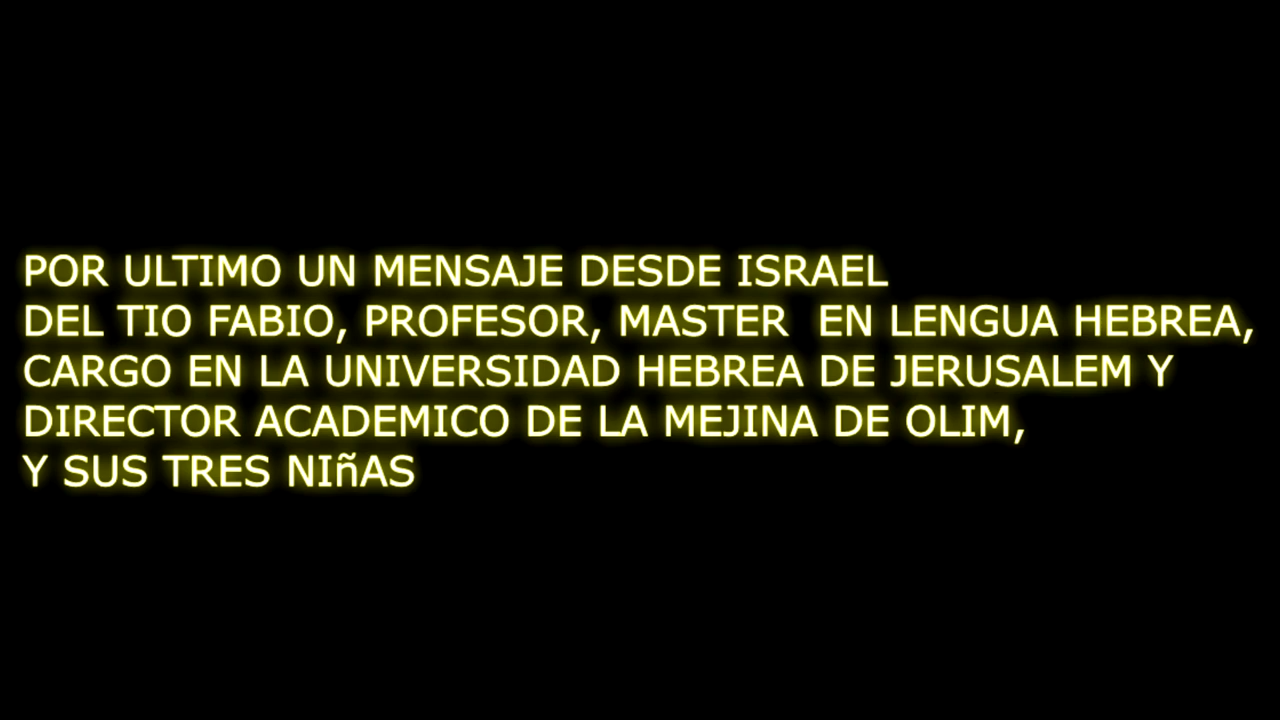 POR ULTIMO UN MENSAJE DESDE ISRAEL
DEL TIO FABIO, PROFESOR, MASTER  EN LENGUA HEBREA,
CARGO EN LA UNIVERSIDAD HEBREA DE JERUSALEM Y
DIRECTOR ACADEMICO DE LA MEJINA DE OLIM,
Y SUS TRES NIñAS